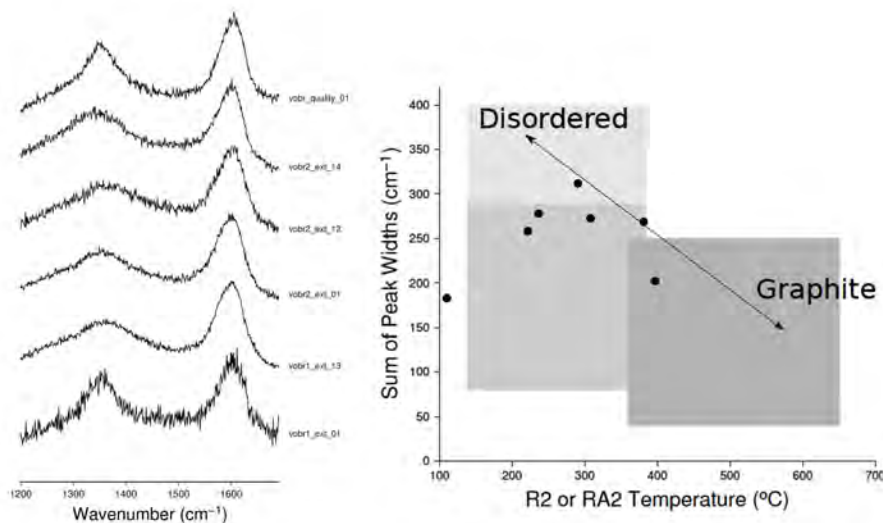 vobr_quality_01
vobr2_ext_14
vobr2_ext_12
vobr2_ext_01
vobr1_ext_13
vobr1_ext_01
1200 1300 1400 1500 1600
Wavenumber (cm⁻¹)
Sum of Peak Widths (cm⁻¹)
400
350
300
250
200
150
100
50
0
Disordered
Graphite
100 200 300 400 500 600 700
R2 or RA2 Temperature (ºC)